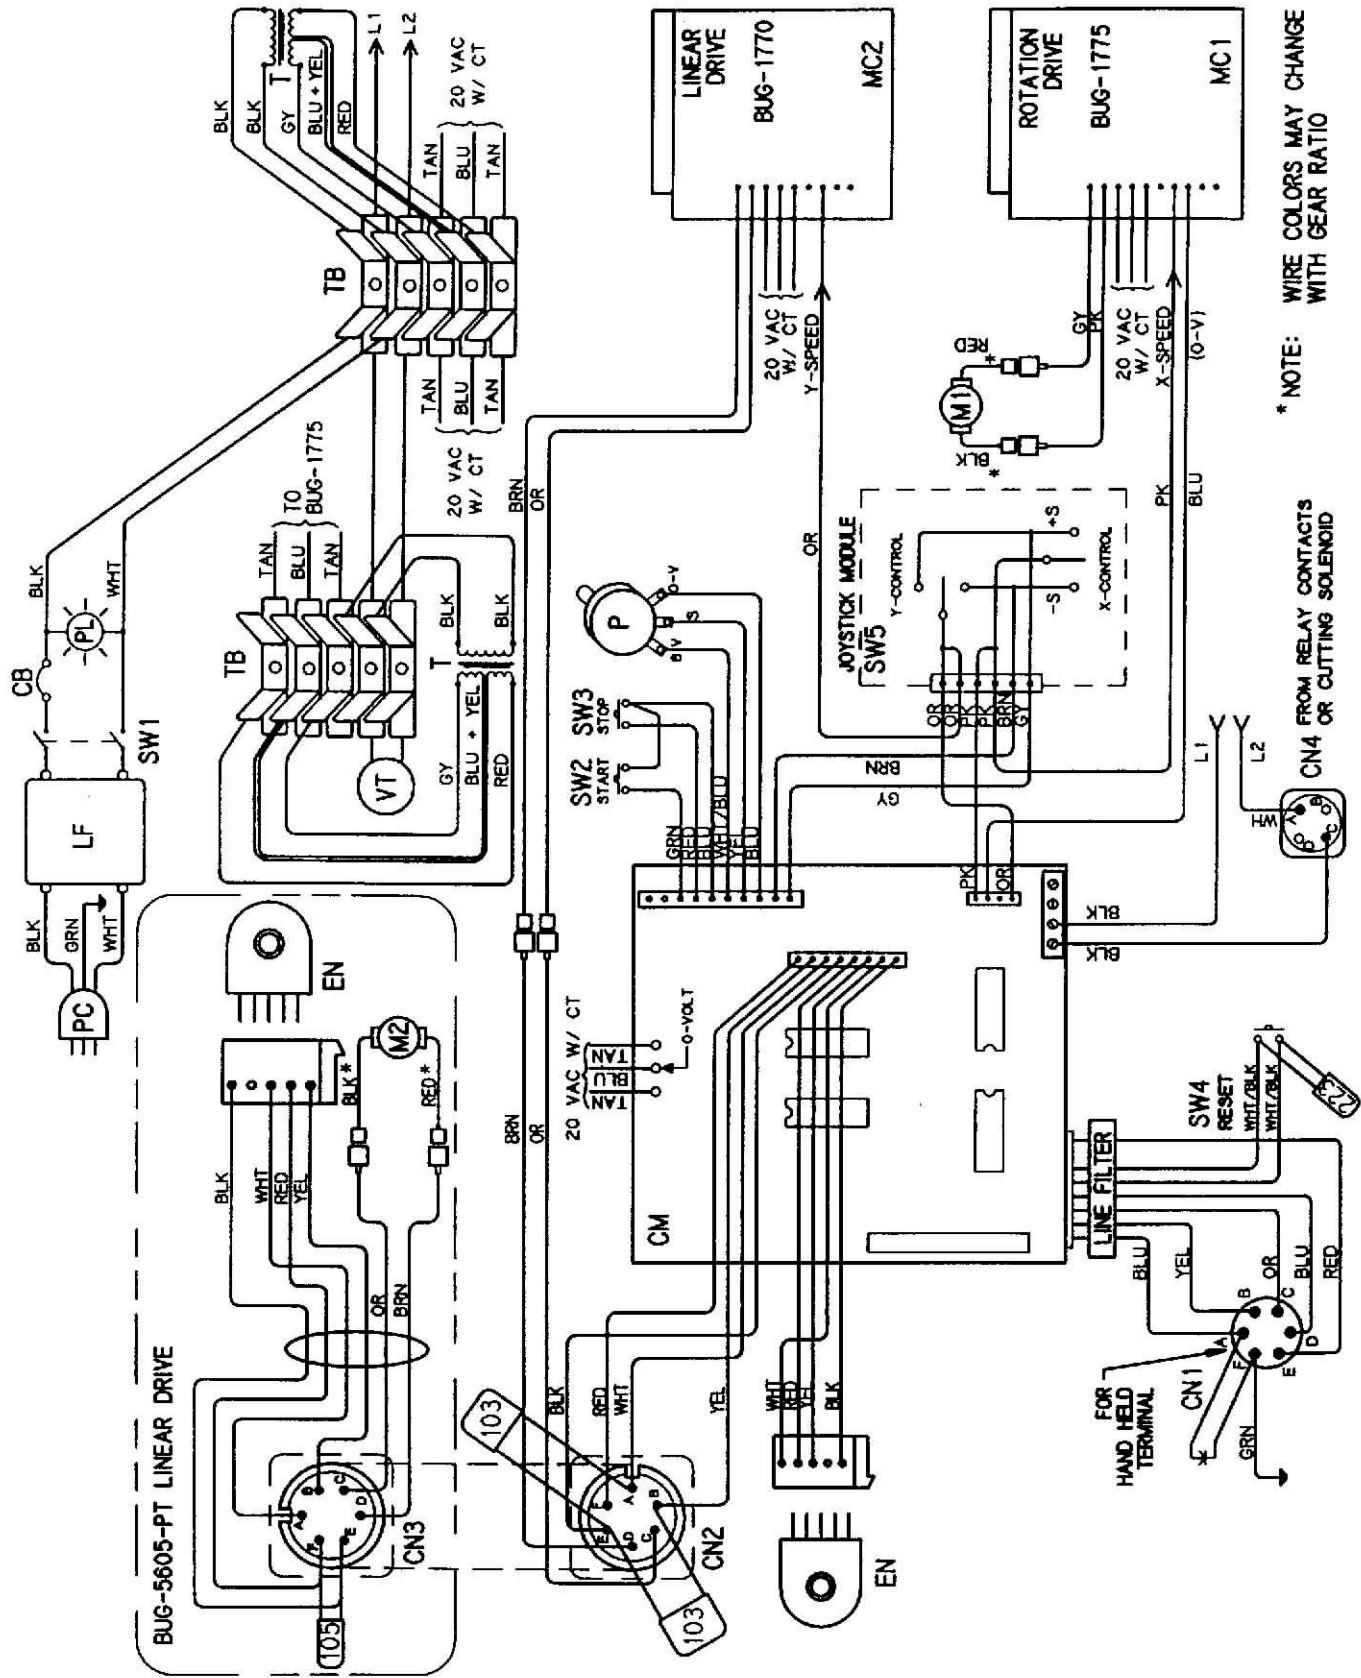 BLK
BLK
GY
BLU + YEL
RED
T
L1
L2
TAN
BLU
TAN
20 VAC
W/ CT
TB
TAN
BLU
TAN
20 VAC
W/ CT
BLK
WHT
PL
CB
SW1
LF
BLK
GRN
WHT
PC
TAN
BLU
TAN
TO
BUG-1775
TB
VT
T
GY
BLU + YEL
RED
BLK
BLK
LINEAR
DRIVE
BUG-1770
MC2
20 VAC
W/ CT
Y-SPEED
ROTATION
DRIVE
BUG-1775
MC1
GY
PK
20 VAC
W/ CT
X-SPEED
(0-V)
RED
*
M1
BLK
*
* NOTE: WIRE COLORS MAY CHANGE
WITH GEAR RATIO
BRN
OR
OR
PK
BLU
JOYSTICK MODULE
SW5
Y-CONTROL
X-CONTROL
+S
-S
OR
OR
PK
PK
BRN
GY
P
B V
S
0-V
SW3
STOP
SW2
START
GRN
RED
BLU
WHT/BLU
YEL
BLU
BRN
GY
PK
OR
BLK
BLK
L1
L2
WH
A
B
C
D
CN4 FROM RELAY CONTACTS
OR CUTTING SOLENOID
BUG-5605-PT LINEAR DRIVE
EN
M2
BLK*
RED*
BLK
WHT
RED
YEL
OR
BRN
A
B
C
D
E
F
CN3
105
BRN
OR
20 VAC W/ CT
TAN
BLU
TAN
0-VOLT
CM
BLK
RED
WHT
YEL
103
103
A
B
C
D
E
F
CN2
WHT
RED
YEL
BLK
EN
LINE FILTER
SW4
RESET
WHT/BLK
WHT/BLK
223
BLU
YEL
OR
BLU
RED
A
B
C
D
E
F
FOR
HAND HELD
TERMINAL
CN1
*
GRN